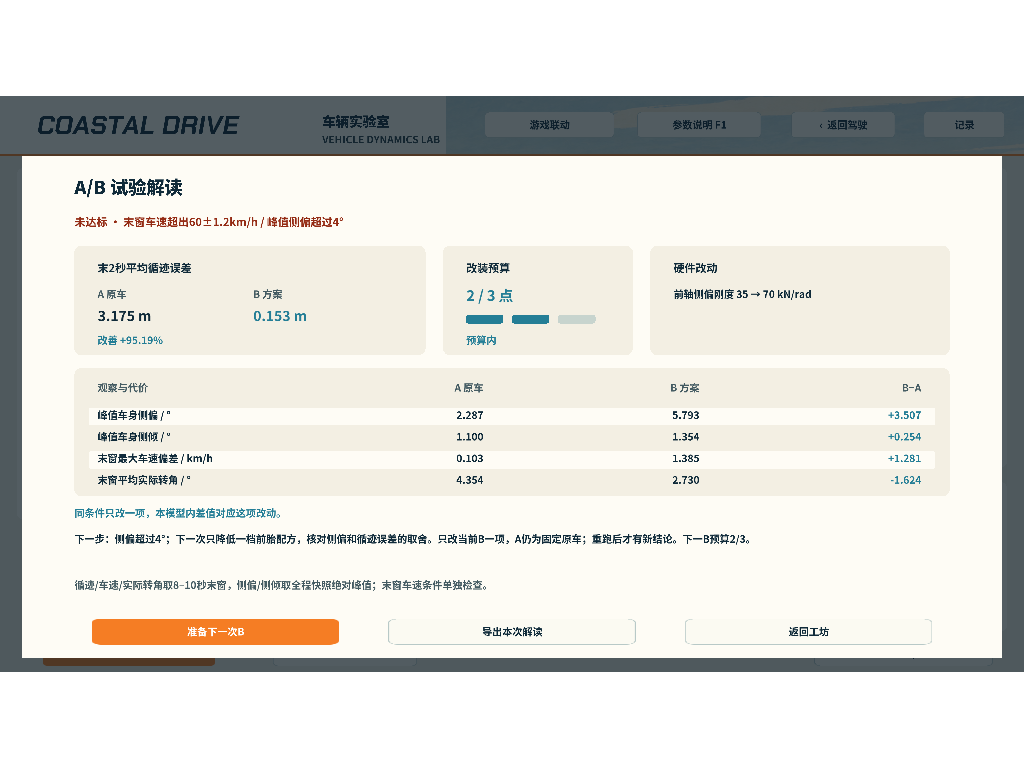 COASTAL DRIVE
车辆实验室
VEHICLE DYNAMICS LAB
游戏联动
参数说明 F1
‹ 返回驾驶
记录
A/B 试验解读
未达标 · 末窗车速超出60±1.2km/h / 峰值侧偏超过4°
末2秒平均循迹误差
A 原车
B 方案
3.175 m
0.153 m
改善 +95.19%
改装预算
2 / 3 点
预算内
硬件改动
前轴侧偏刚度 35 → 70 kN/rad
观察与代价
A 原车
B 方案
B−A
峰值车身侧偏 / °
2.287
5.793
+3.507
峰值车身侧倾 / °
1.100
1.354
+0.254
末窗最大车速偏差 / km/h
0.103
1.385
+1.281
末窗平均实际转角 / °
4.354
2.730
-1.624
同条件只改一项，本模型内差值对应这项改动。
下一步：侧偏超过4°；下一次只降低一档前胎配方，核对侧偏和循迹误差的取舍。只改当前B一项，A仍为固定原车；重跑后才有新结论。下一B预算2/3。
循迹/车速/实际转角取8–10秒末窗，侧偏/侧倾取全程快照绝对峰值；末窗车速条件单独检查。
准备下一次B
导出本次解读
返回工坊